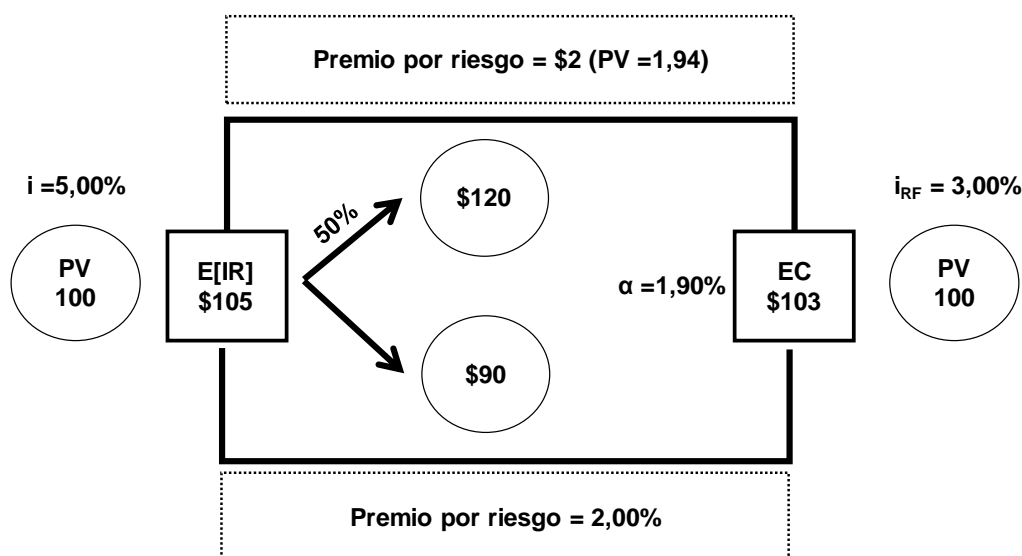 Premio por riesgo = $2 (PV =1,94)
i =5,00%
PV
100
E[IR]
$105
50%
$120
$90
α =1,90%
EC
$103
iRF = 3,00%
PV
100
Premio por riesgo = 2,00%